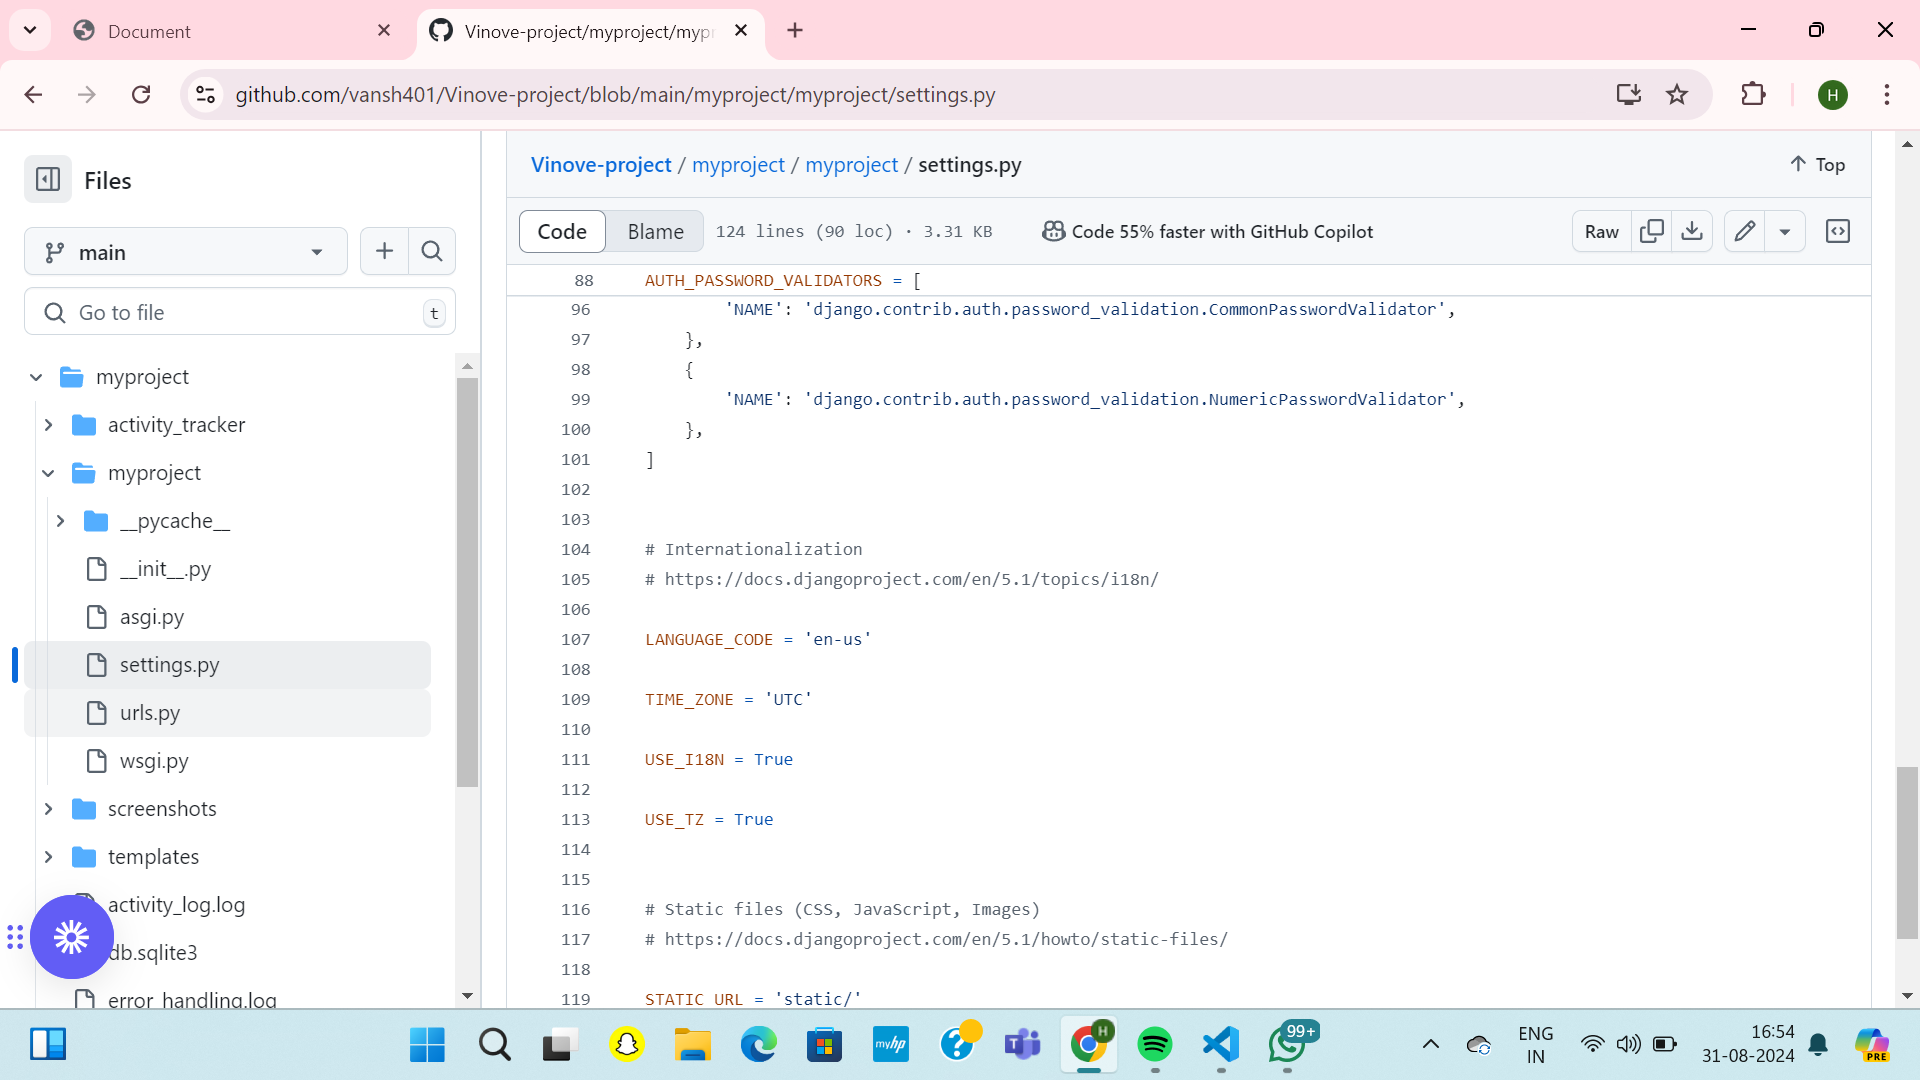 Document
Vinove-project/myproject/mypr
github.com/vansh401/Vinove-project/blob/main/myproject/myproject/settings.py
H
Files
Vinove-project / myproject / myproject / settings.py
Top
main
Code
Blame
124 lines (90 loc) · 3.31 KB
Code 55% faster with GitHub Copilot
Raw
Go to file
t
myproject
activity_tracker
myproject
__pycache__
__init__.py
asgi.py
settings.py
urls.py
wsgi.py
screenshots
templates
activity_log.log
db.sqlite3
error_handling.log
88 AUTH_PASSWORD_VALIDATORS = [
96 'NAME': 'django.contrib.auth.password_validation.CommonPasswordValidator',
97 },
98 {
99 'NAME': 'django.contrib.auth.password_validation.NumericPasswordValidator',
100 },
101 ]
102
103
104 # Internationalization
105 # https://docs.djangoproject.com/en/5.1/topics/i18n/
106
107 LANGUAGE_CODE = 'en-us'
108
109 TIME_ZONE = 'UTC'
110
111 USE_I18N = True
112
113 USE_TZ = True
114
115
116 # Static files (CSS, JavaScript, Images)
117 # https://docs.djangoproject.com/en/5.1/howto/static-files/
118
119 STATIC_URL = 'static/'
myhp
H
99+
ENG
IN
16:54
31-08-2024
PRE